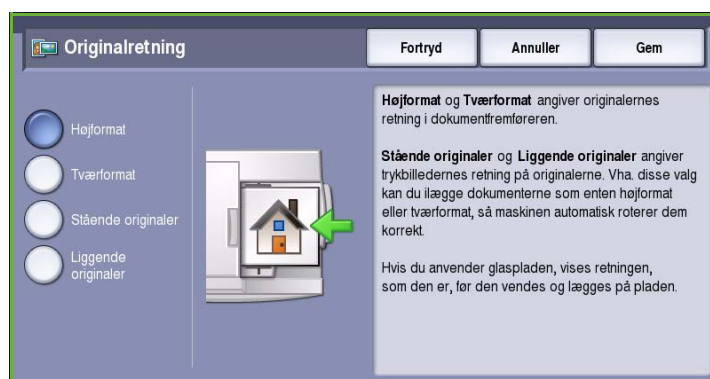 Originalretning
Fortryd
Annuller
Gem
Højformat
Tværformat
Stående originaler
Liggende
originaler
Højformat og Tværformat angiver originalernes
retning i dokumentfremføreren.
Stående originaler og Liggende originaler angiver
trykbilledernes retning på originalerne. Vha. disse valg
kan du ilægge dokumenterne som enten højformat
eller tværformat, så maskinen automatisk roterer dem
korrekt.
Hvis du anvender glaspladen, vises retningen,
som den er, før den vendes og lægges på pladen.